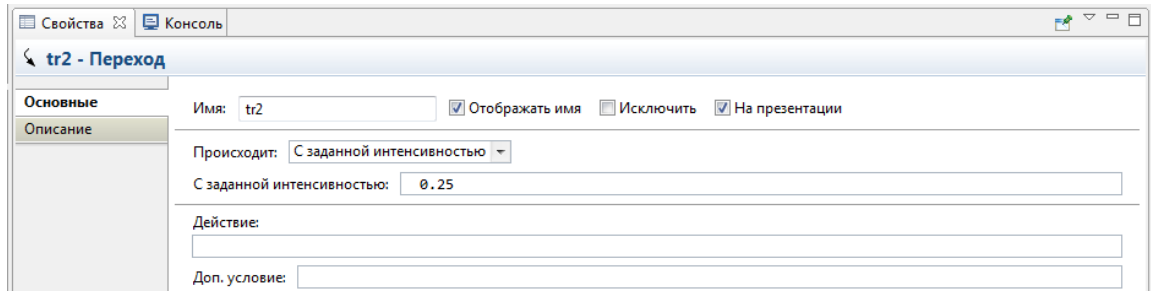 Свойства Консоль
tr2 - Переход
Основные
Описание
Имя: tr2 Отображать имя Исключить На презентации
Происходит: С заданной интенсивностью
С заданной интенсивностью: 0.25
Действие:
Доп. условие: